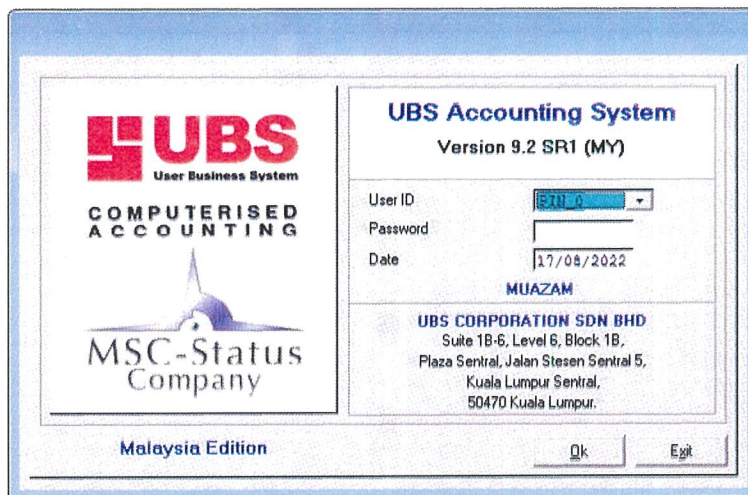 UBS
User Business System
COMPUTERISED
ACCOUNTING
MSC-Status
Company
Malaysia Edition
UBS Accounting System
Version 9.2 SR1 (MY)
User ID
Password
Date 17/08/2022
MUAZAM
UBS CORPORATION SDN BHD
Suite 1B-6, Level 6, Block 1B,
Plaza Sentral, Jalan Stesen Sentral 5,
Kuala Lumpur Sentral,
50470 Kuala Lumpur.
Ok Exit